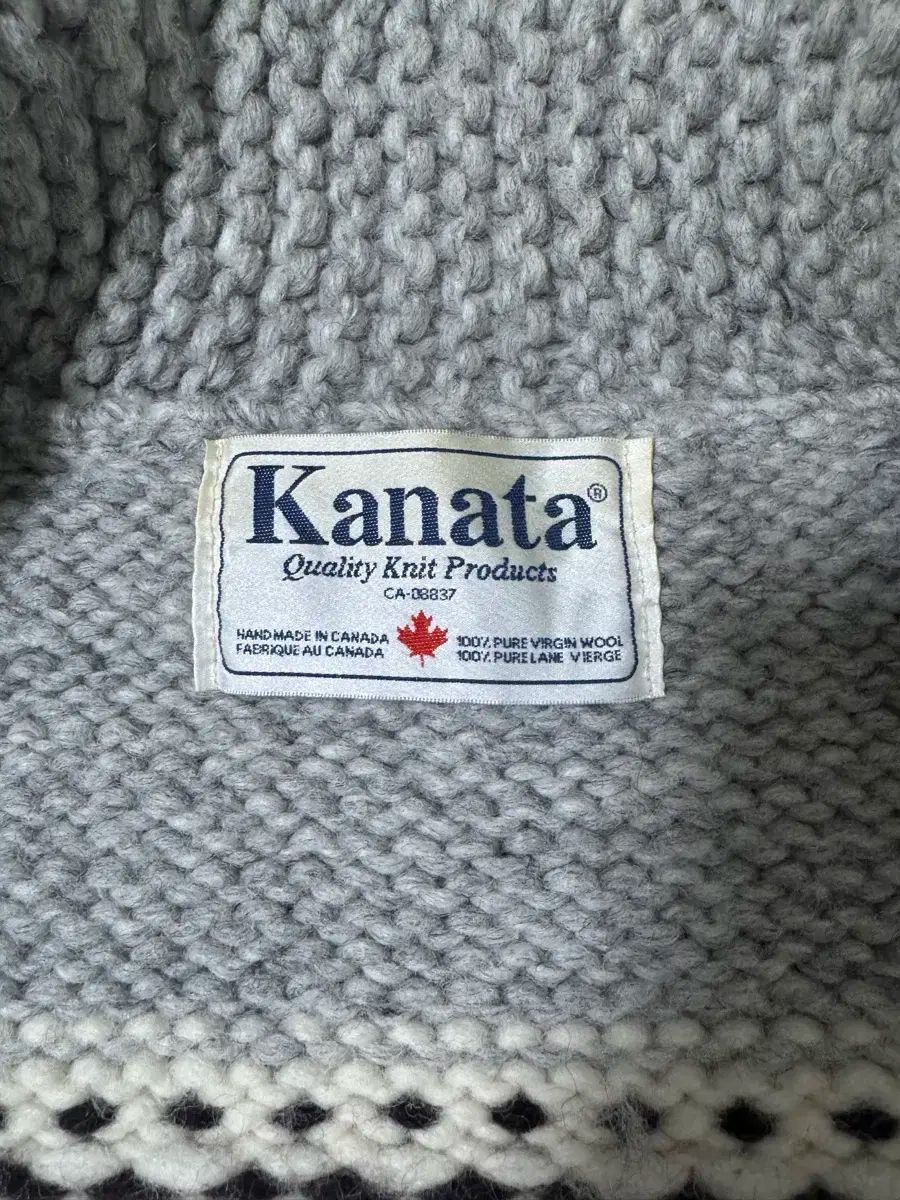 Kanata®
Quality Knit Products
CA-08837
HAND MADE IN CANADA
FABRIQUE AU CANADA
100% PURE VIRGIN WOOL
100% PURE LANE VIERGE